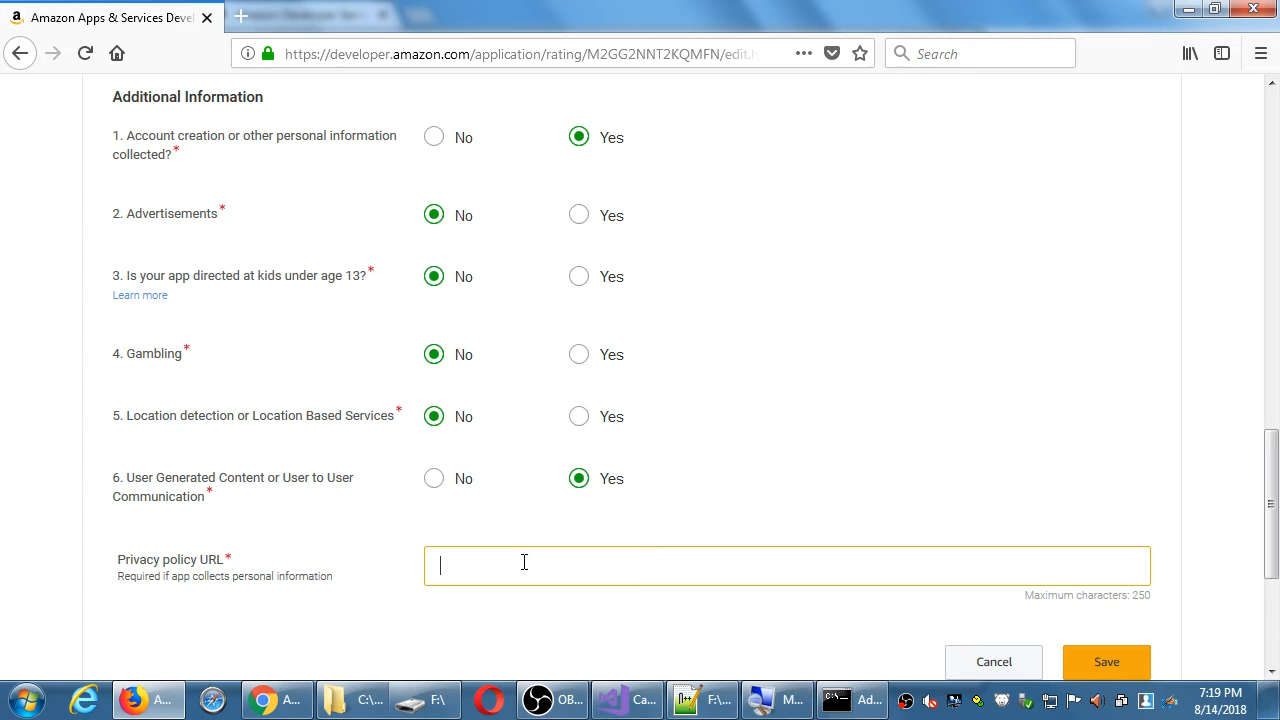 Amazon Apps & Services Devel
https://developer.amazon.com/application/rating/M2GG2NNT2KQMFN/edit.h
Search
Additional Information
1. Account creation or other personal information
collected?*
No
Yes
2. Advertisements*
No
Yes
3. Is your app directed at kids under age 13?*
Learn more
No
Yes
4. Gambling*
No
Yes
5. Location detection or Location Based Services*
No
Yes
6. User Generated Content or User to User
Communication*
No
Yes
Privacy policy URL*
Required if app collects personal information
Maximum characters: 250
Cancel
Save
A...
A...
C:\...
F:\
OB...
Ca...
F:\...
M...
Ad...
7:19 PM
8/14/2018